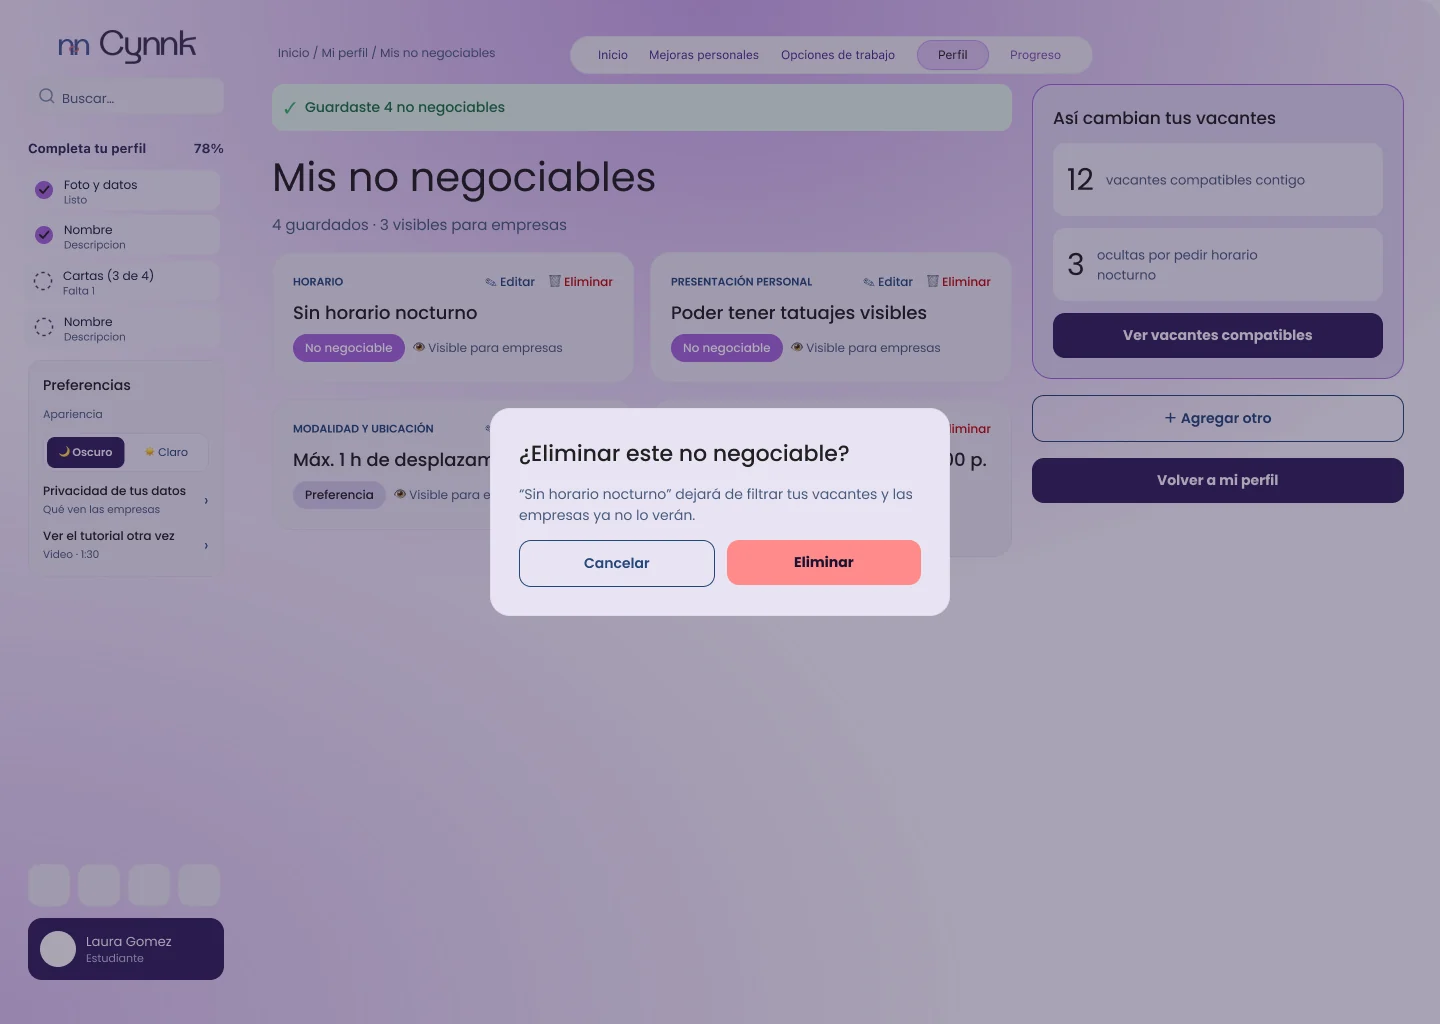 nn Cynnk
Buscar...
Completa tu perfil 78%
Foto y datos
Listo
Nombre
Descripcion
Cartas (3 de 4)
Falta 1
Nombre
Descripcion
Preferencias
Apariencia
Oscuro Claro
Privacidad de tus datos
Qué ven las empresas
Ver el tutorial otra vez
Video · 1:30
Laura Gomez
Estudiante
Inicio / Mi perfil / Mis no negociables
Inicio Mejoras personales Opciones de trabajo Perfil Progreso
✓ Guardaste 4 no negociables
Mis no negociables
4 guardados · 3 visibles para empresas
HORARIO Editar Eliminar
Sin horario nocturno
No negociable Visible para empresas
PRESENTACIÓN PERSONAL Editar Eliminar
Poder tener tatuajes visibles
No negociable Visible para empresas
MODALIDAD Y UBICACIÓN
Máx. 1 h de
Preferencia Visible para
00 p.
¿Eliminar este no negociable?
“Sin horario nocturno” dejará de filtrar tus vacantes y las
empresas ya no lo verán.
Cancelar Eliminar
Así cambian tus vacantes
12 vacantes compatibles contigo
3 ocultas por pedir horario
nocturno
Ver vacantes compatibles
+ Agregar otro
Volver a mi perfil